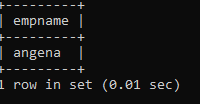 +---------+
| empname |
+---------+
| angena |
+---------+
1 row in set (0.01 sec)